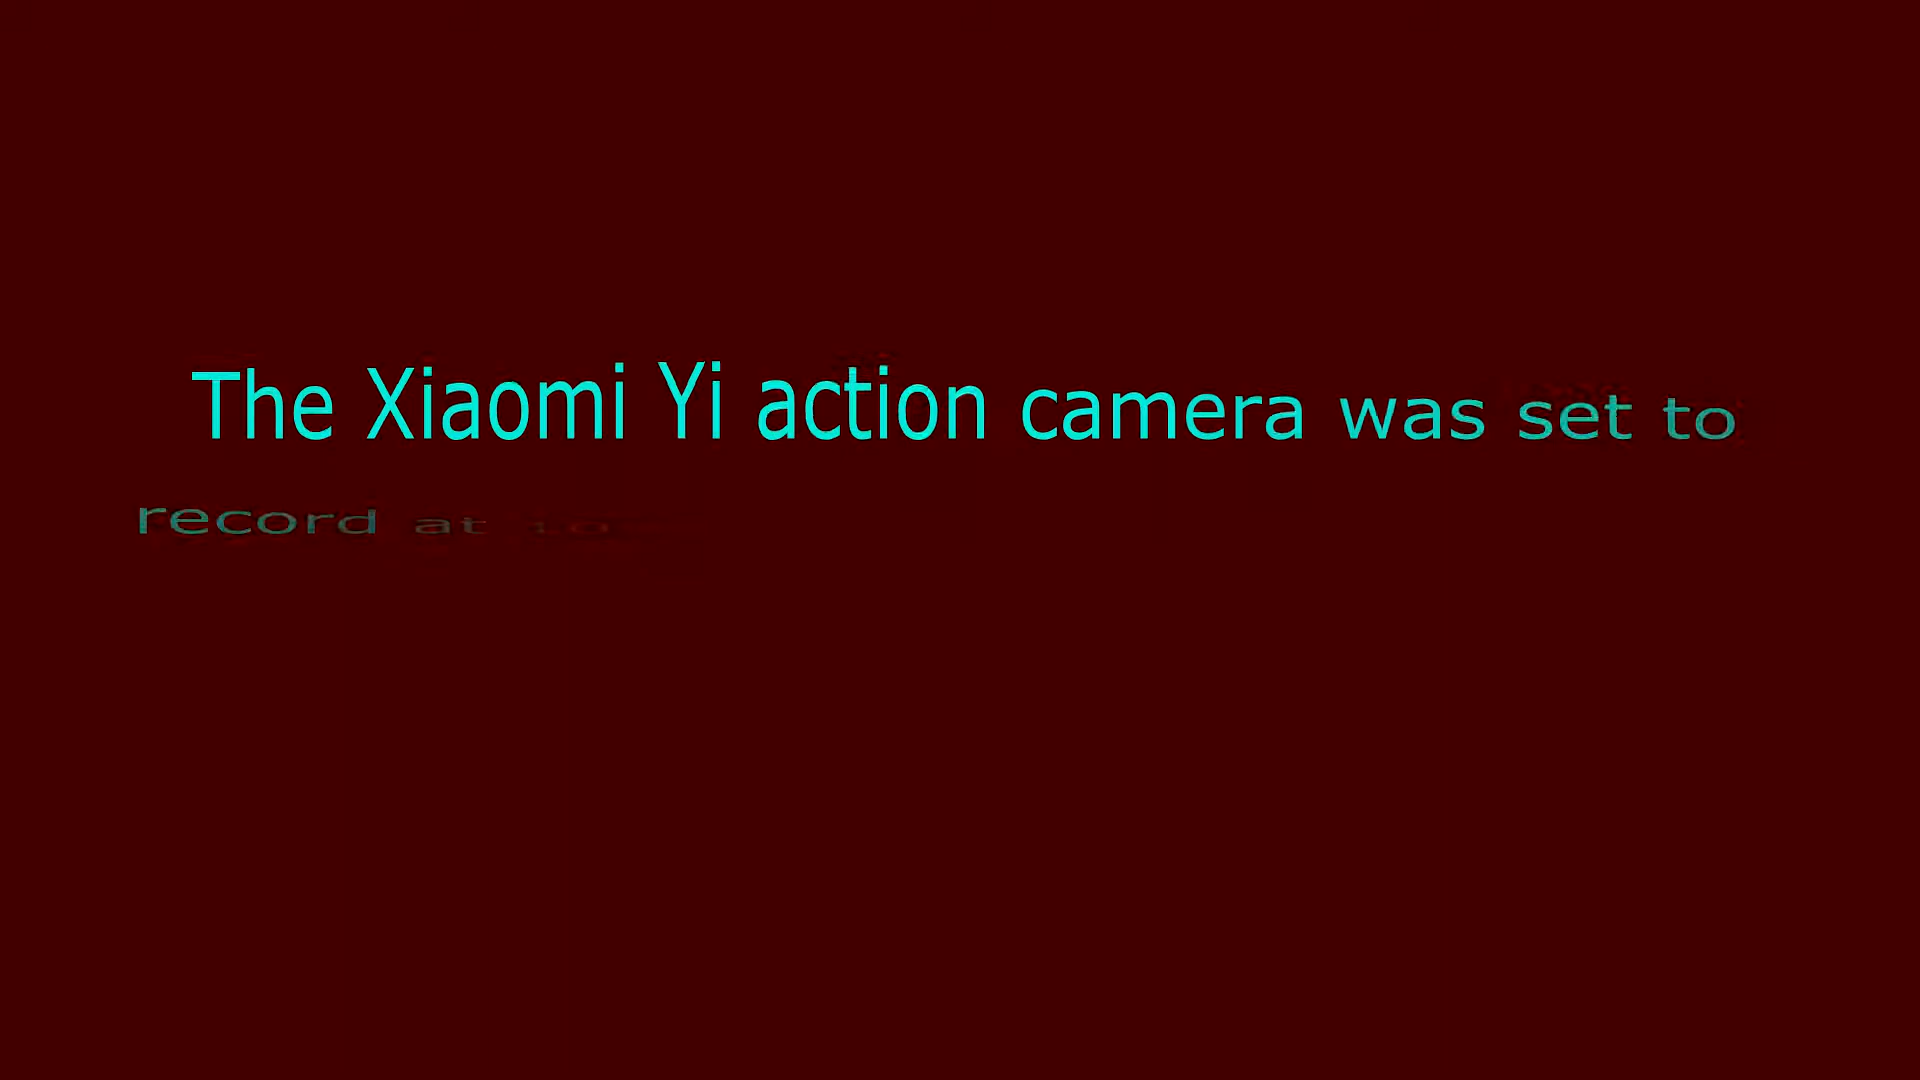 The Xiaomi Yi action camera was set to
record at